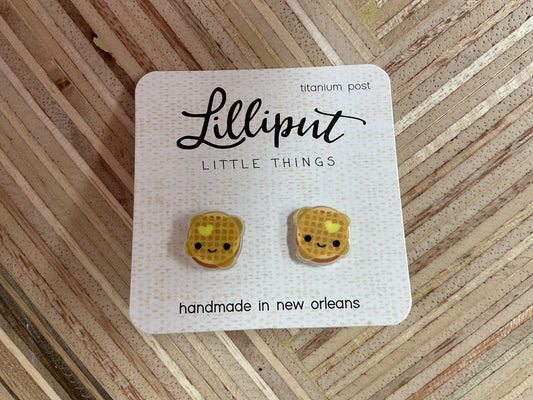 titanium post
Lilliput
LITTLE THINGS
handmade in new orleans